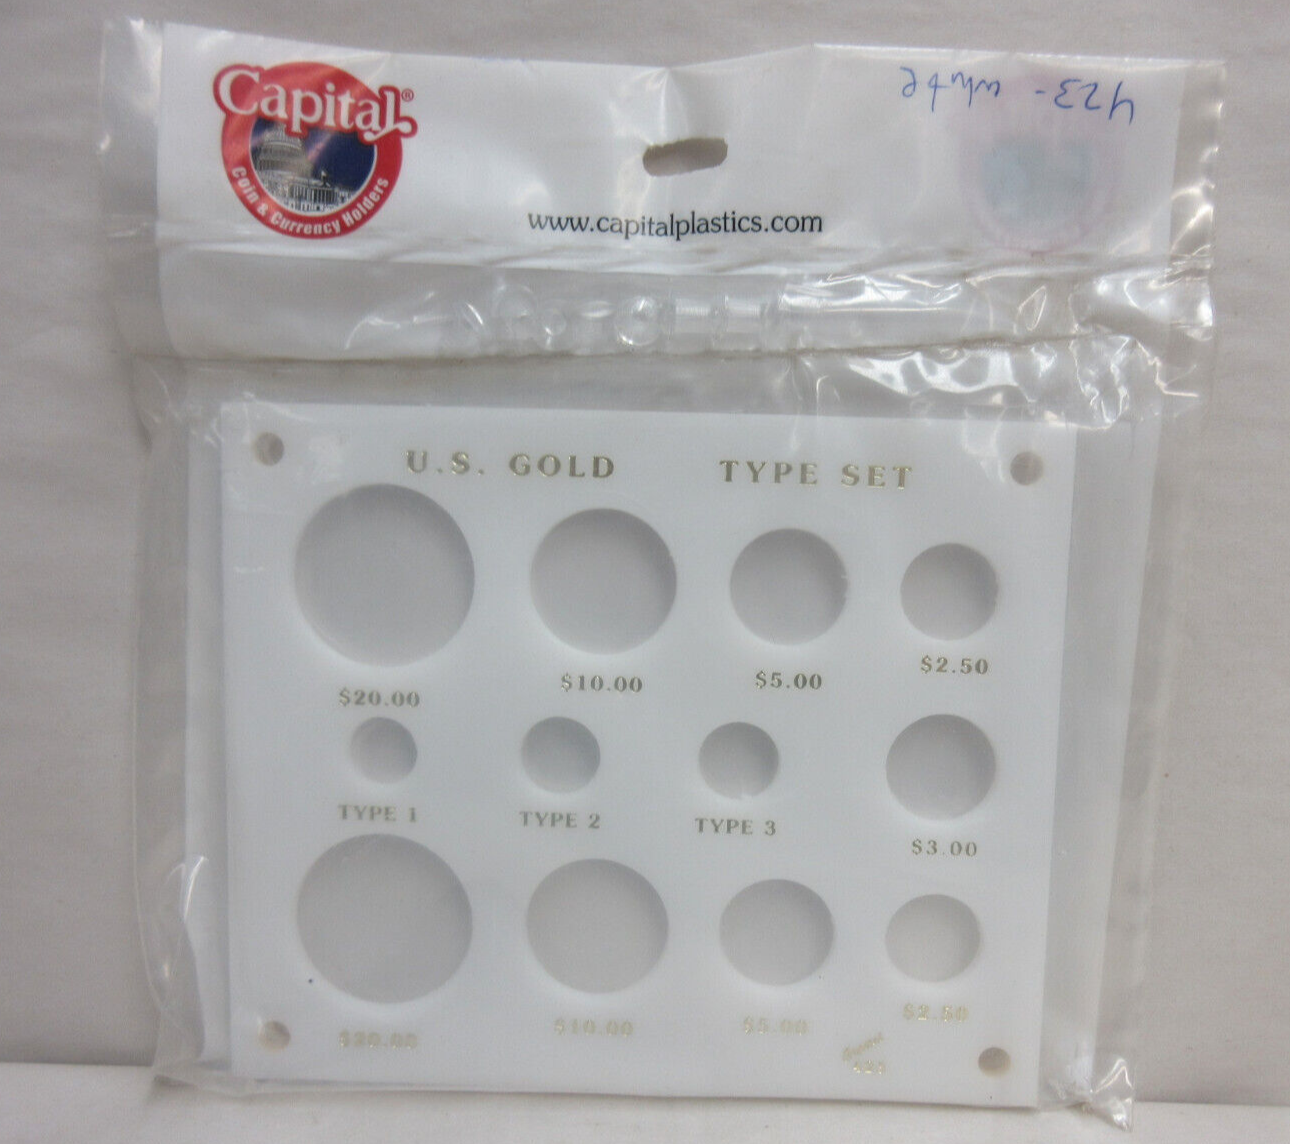 Capital®
Coin & Currency Holders
423- white
www.capitalplastics.com
U.S. GOLD TYPE SET
$20.00 $10.00 $5.00 $2.50
TYPE 1 TYPE 2 TYPE 3 $3.00
$20.00 $10.00 $5.00 $2.50
423